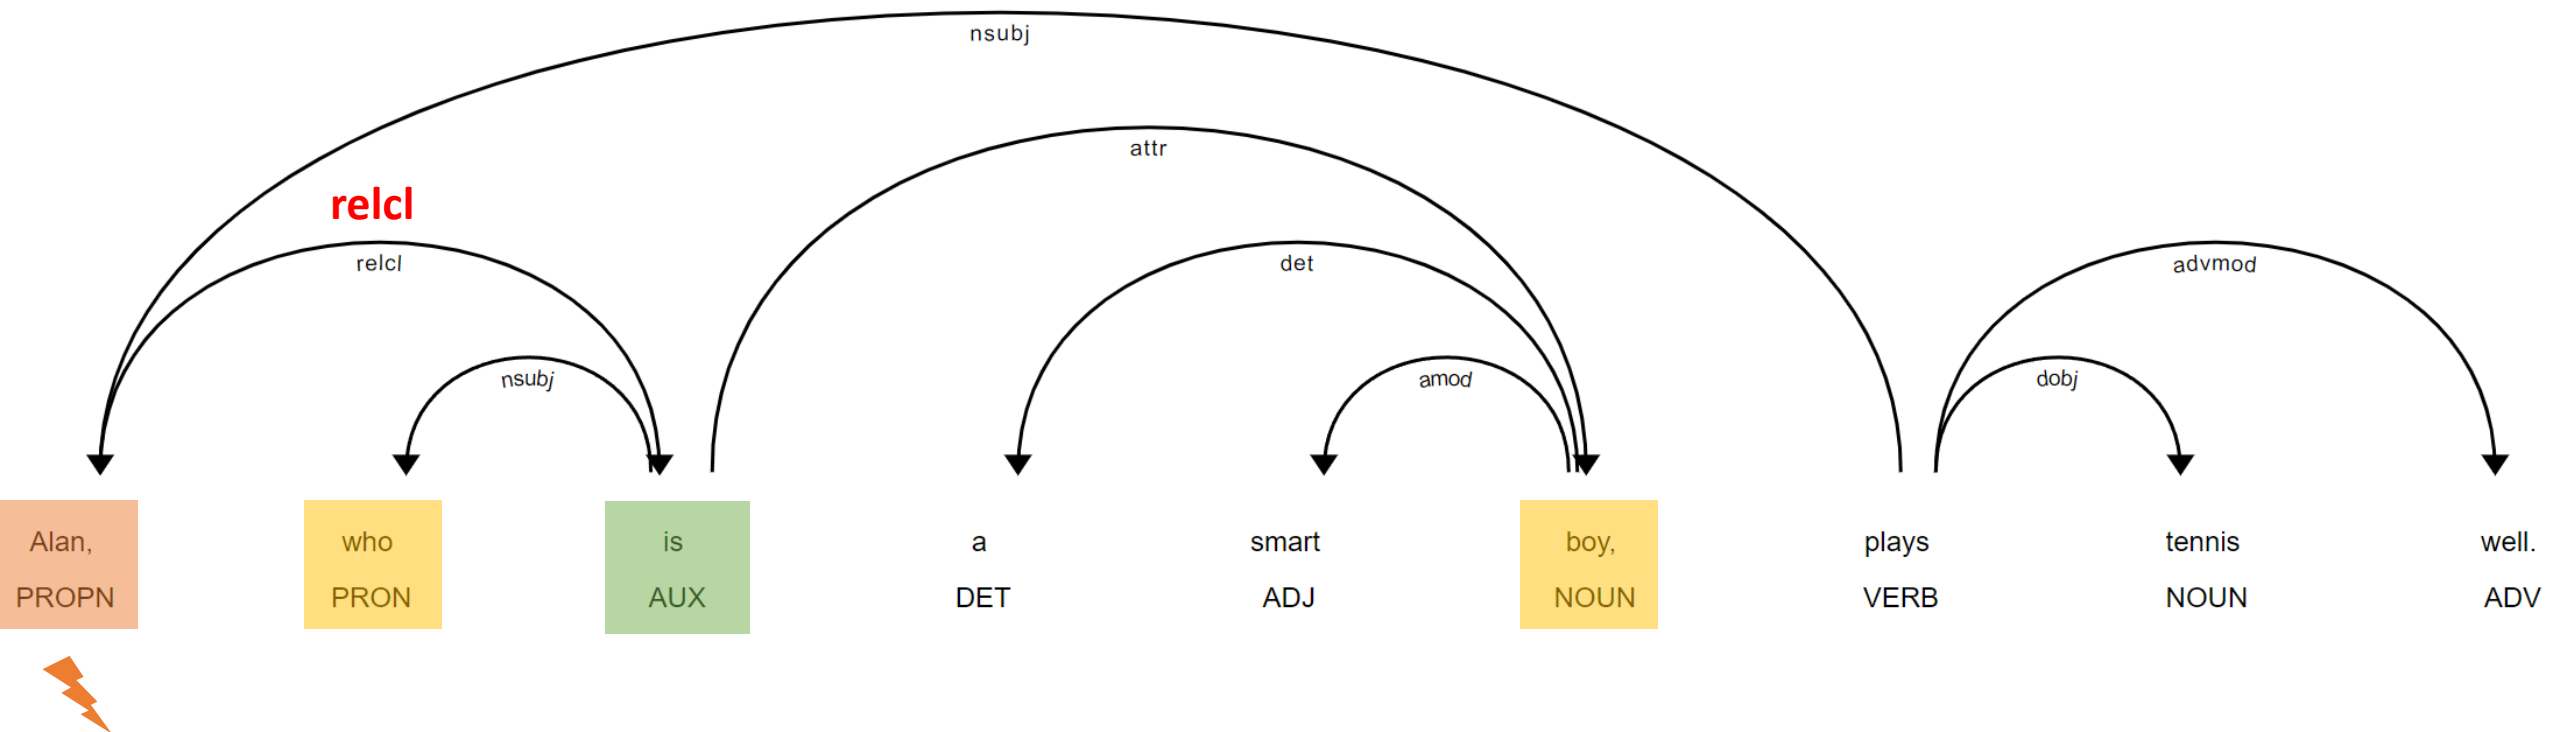 nsubj
attr
relcl
relcl det advmod
nsubj amod dobj
Alan, who is a smart boy, plays tennis well.
PROPN PRON AUX DET ADJ NOUN VERB NOUN ADV